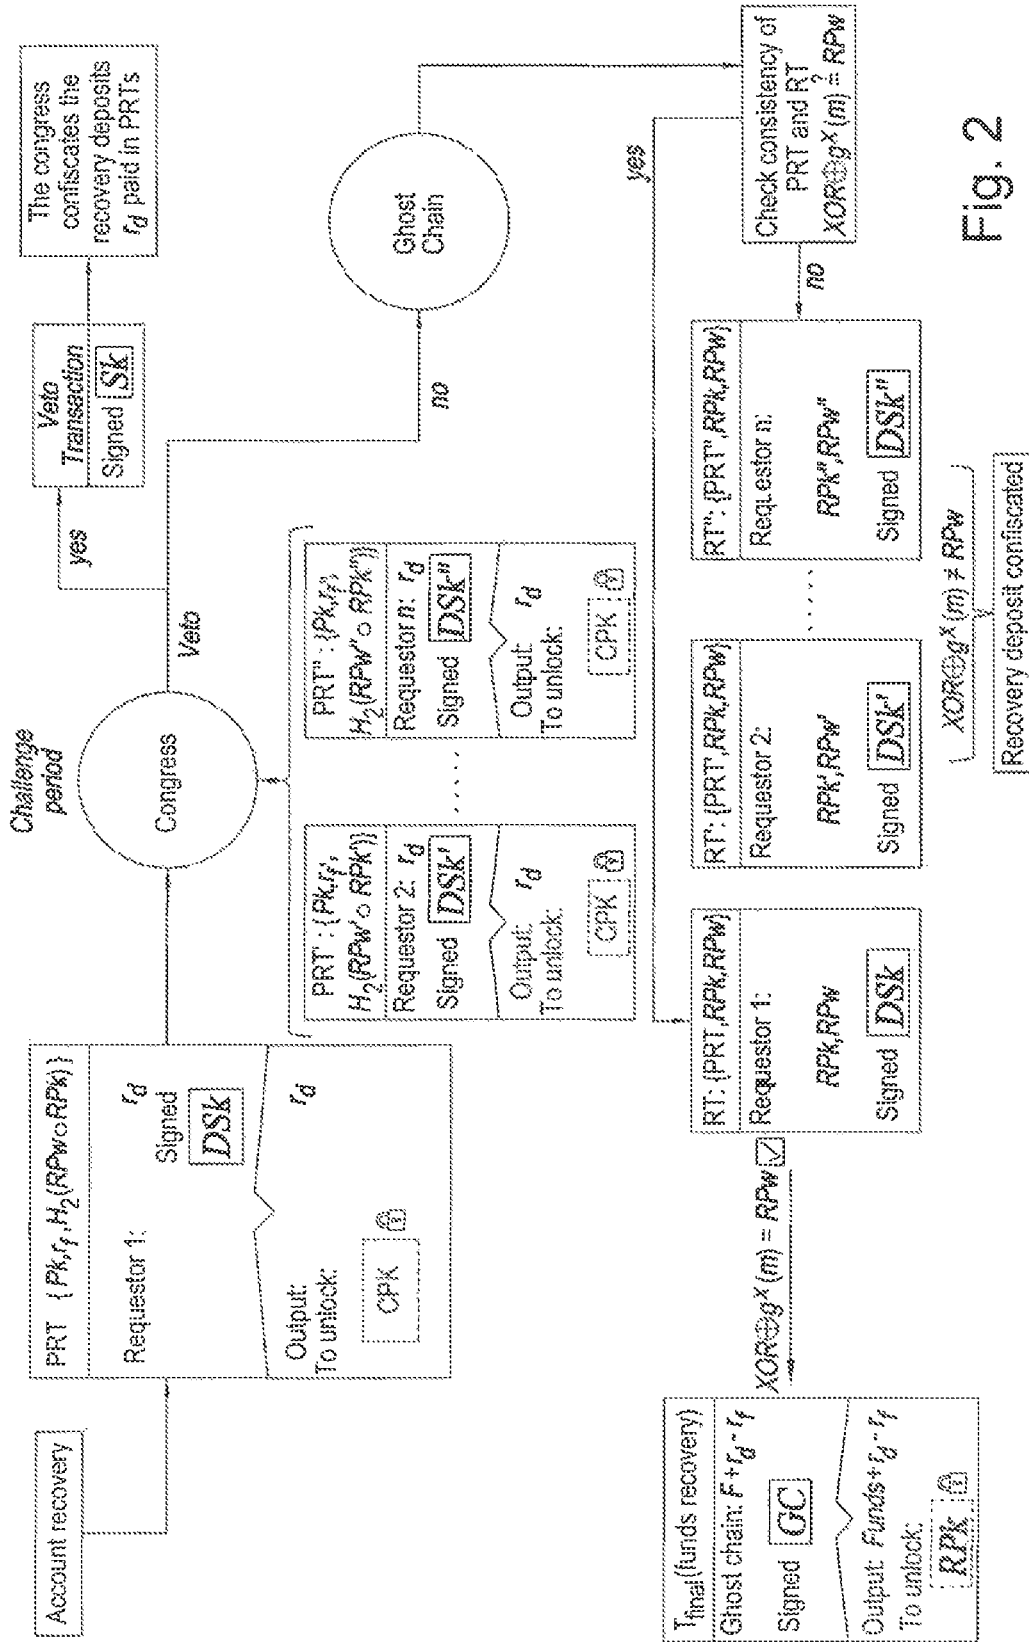 Account recovery
PRT {Pk,r_f,H_2(RPw○RPk)}
Requestor 1: r_d
Signed
DSk
Output: r_d
To unlock:
CPK
Challenge
period
Congress
Veto
yes
Veto
Transaction
Signed Sk
The congress
confiscates the
recovery deposits
r_d paid in PRTs
no
Ghost
Chain
PRT' : {Pk,r_f',
H_2(RPw'○RPk')}
Requestor 2: r_d
Signed DSk'
Output: r_d
To unlock:
CPK
.....
PRT'' : {Pk,r_f',
H_2(RPw''○RPk'')}
Requestor n: r_d
Signed DSk''
Output: r_d
To unlock:
CPK
Check consistency of
PRT and RT
XOR⊕g^x(m) ≟ RPw
yes
no
T_final(funds recovery)
Ghost chain: F+r_d-r_f
Signed GC
Output: Funds+r_d-r_f
To unlock:
RPk
XOR⊕g^x(m) = RPw ☑
RT: {PRT,RPk,RPw}
Requestor 1:
RPk,RPw
Signed DSk
RT': {PRT',RPk,RPw}
Requestor 2:
RPk',RPw'
Signed DSk'
.....
RT'': {PRT'',RPk,RPw}
Requestor n:
RPk'',RPw''
Signed DSk''
XOR⊕g^x(m) ≠ RPw
Recovery deposit confiscated
Fig. 2